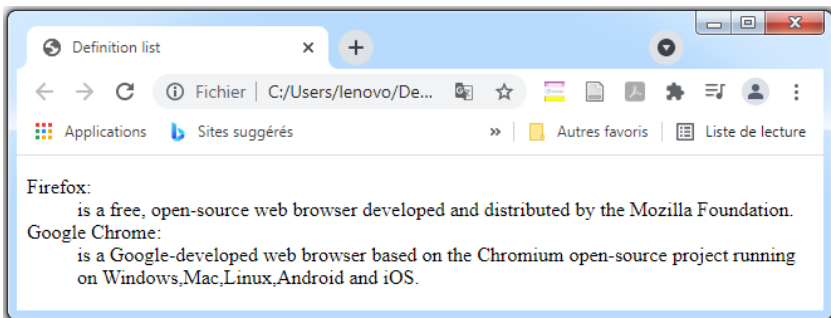 Definition list
Fichier | C:/Users/lenovo/De...
Applications Sites suggérés » Autres favoris Liste de lecture
Firefox:
is a free, open-source web browser developed and distributed by the Mozilla Foundation.
Google Chrome:
is a Google-developed web browser based on the Chromium open-source project running
on Windows,Mac,Linux,Android and iOS.